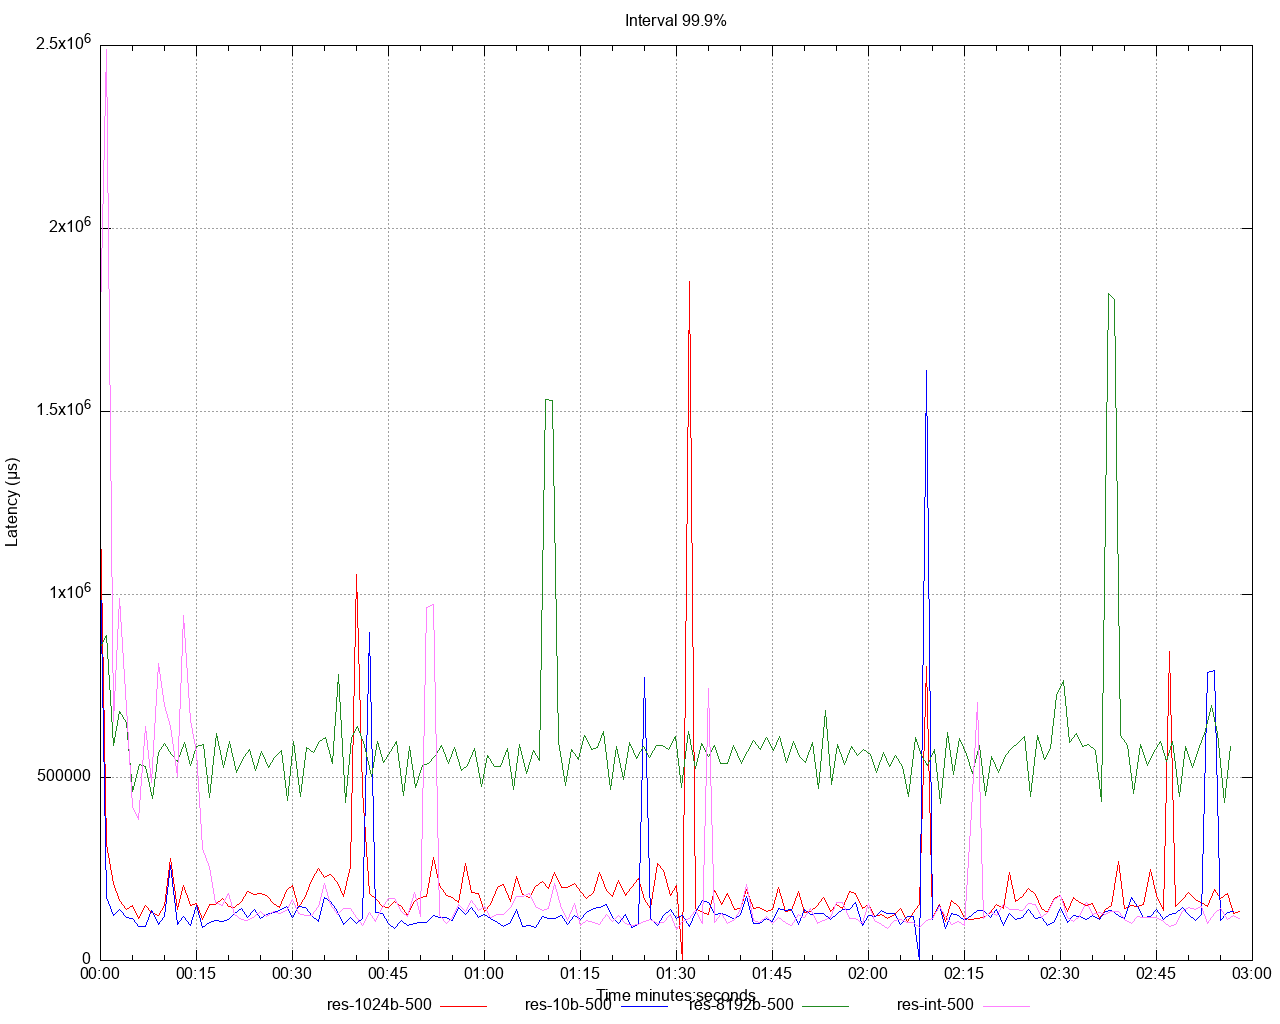 Interval 99.9%
2.5x10⁶
2x10⁶
1.5x10⁶
1x10⁶
500000
0
Latency (µs)
00:00 00:15 00:30 00:45 01:00 01:15 01:30 01:45 02:00 02:15 02:30 02:45 03:00
Time minutes:seconds
res-1024b-500 res-10b-500 res-8192b-500 res-int-500